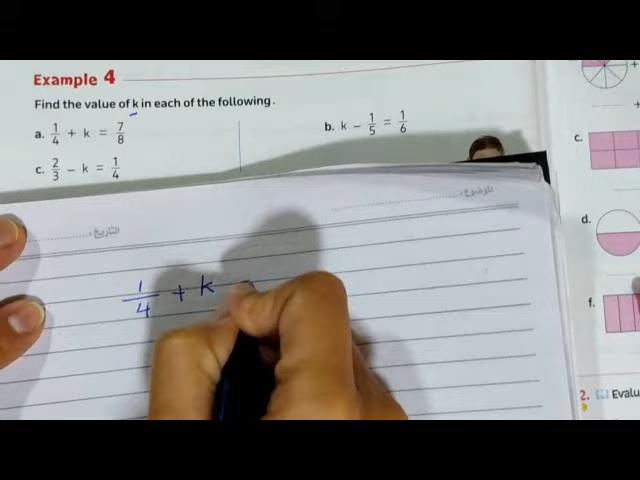 Example 4
Find the value of k in each of the following.
a. 1/4 + k = 7/8
b. k - 1/5 = 1/6
c. 2/3 - k = 1/4
التاريخ:
الموضوع:
1/4 + k
c.
d.
f.
2. Evalu